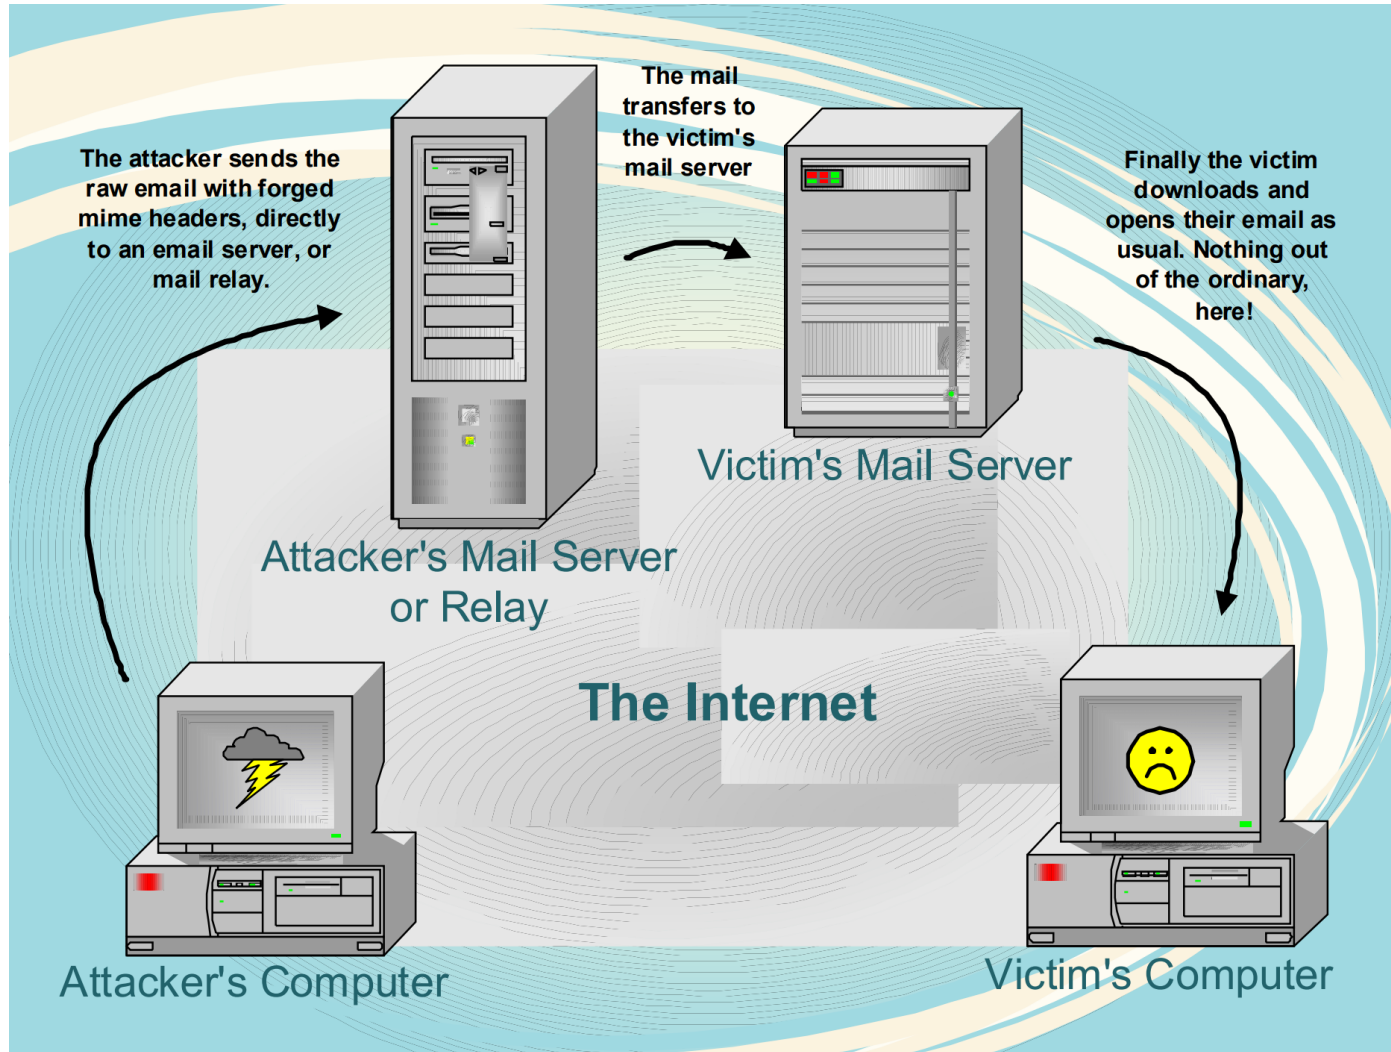 The attacker sends the
raw email with forged
mime headers, directly
to an email server, or
mail relay.
The mail
transfers to
the victim's
mail server
Finally the victim
downloads and
opens their email as
usual. Nothing out
of the ordinary,
here!
Victim's Mail Server
Attacker's Mail Server
or Relay
The Internet
Attacker's Computer
Victim's Computer